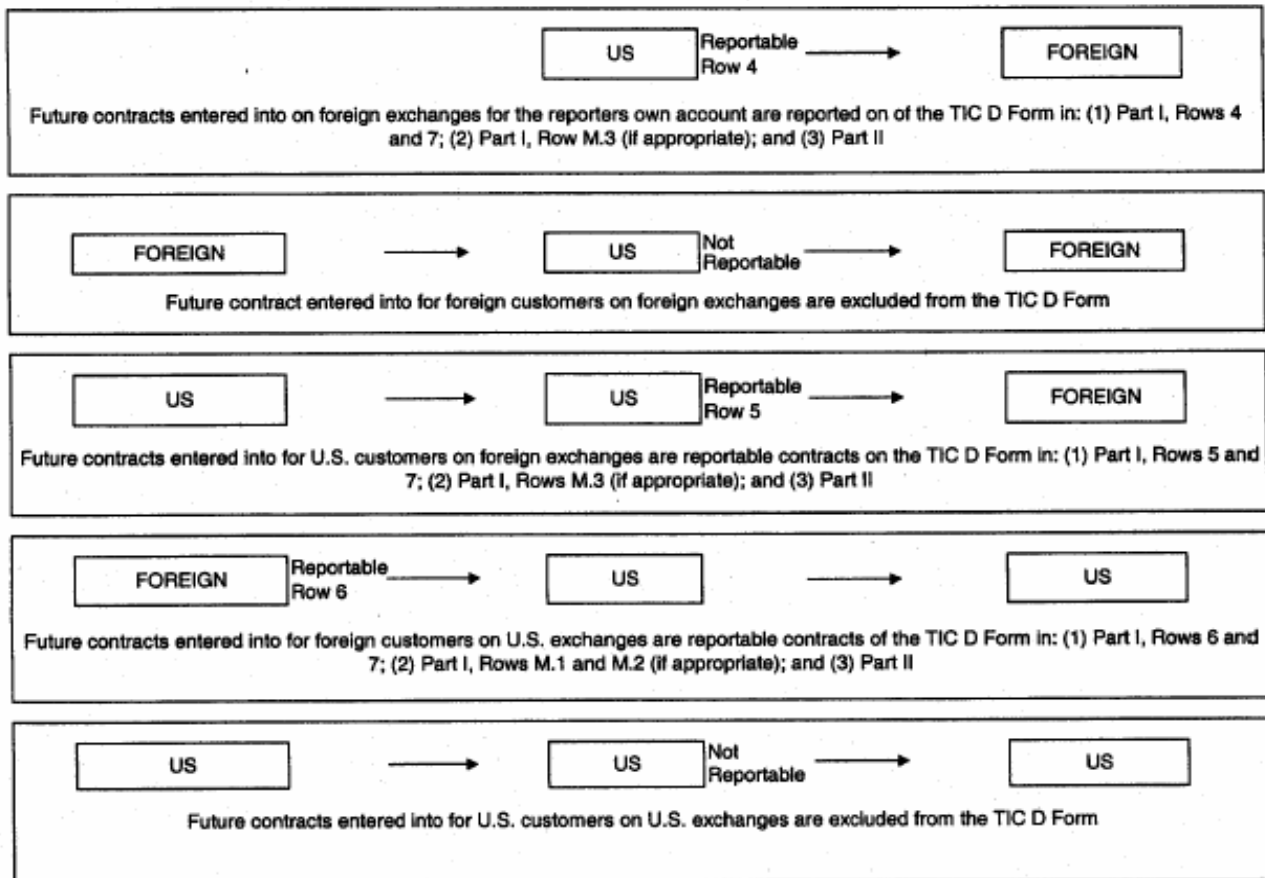 US Reportable FOREIGN
Row 4
Future contracts entered into on foreign exchanges for the reporters own account are reported on of the TIC D Form in: (1) Part I, Rows 4
and 7; (2) Part I, Row M.3 (if appropriate); and (3) Part II
FOREIGN US Not FOREIGN
Reportable
Future contract entered into for foreign customers on foreign exchanges are excluded from the TIC D Form
US US Reportable FOREIGN
Row 5
Future contracts entered into for U.S. customers on foreign exchanges are reportable contracts on the TIC D Form in: (1) Part I, Rows 5 and
7; (2) Part I, Rows M.3 (if appropriate); and (3) Part II
FOREIGN Reportable US US
Row 6
Future contracts entered into for foreign customers on U.S. exchanges are reportable contracts of the TIC D Form in: (1) Part I, Rows 6 and
7; (2) Part I, Rows M.1 and M.2 (if appropriate); and (3) Part II
US US Not US
Reportable
Future contracts entered into for U.S. customers on U.S. exchanges are excluded from the TIC D Form